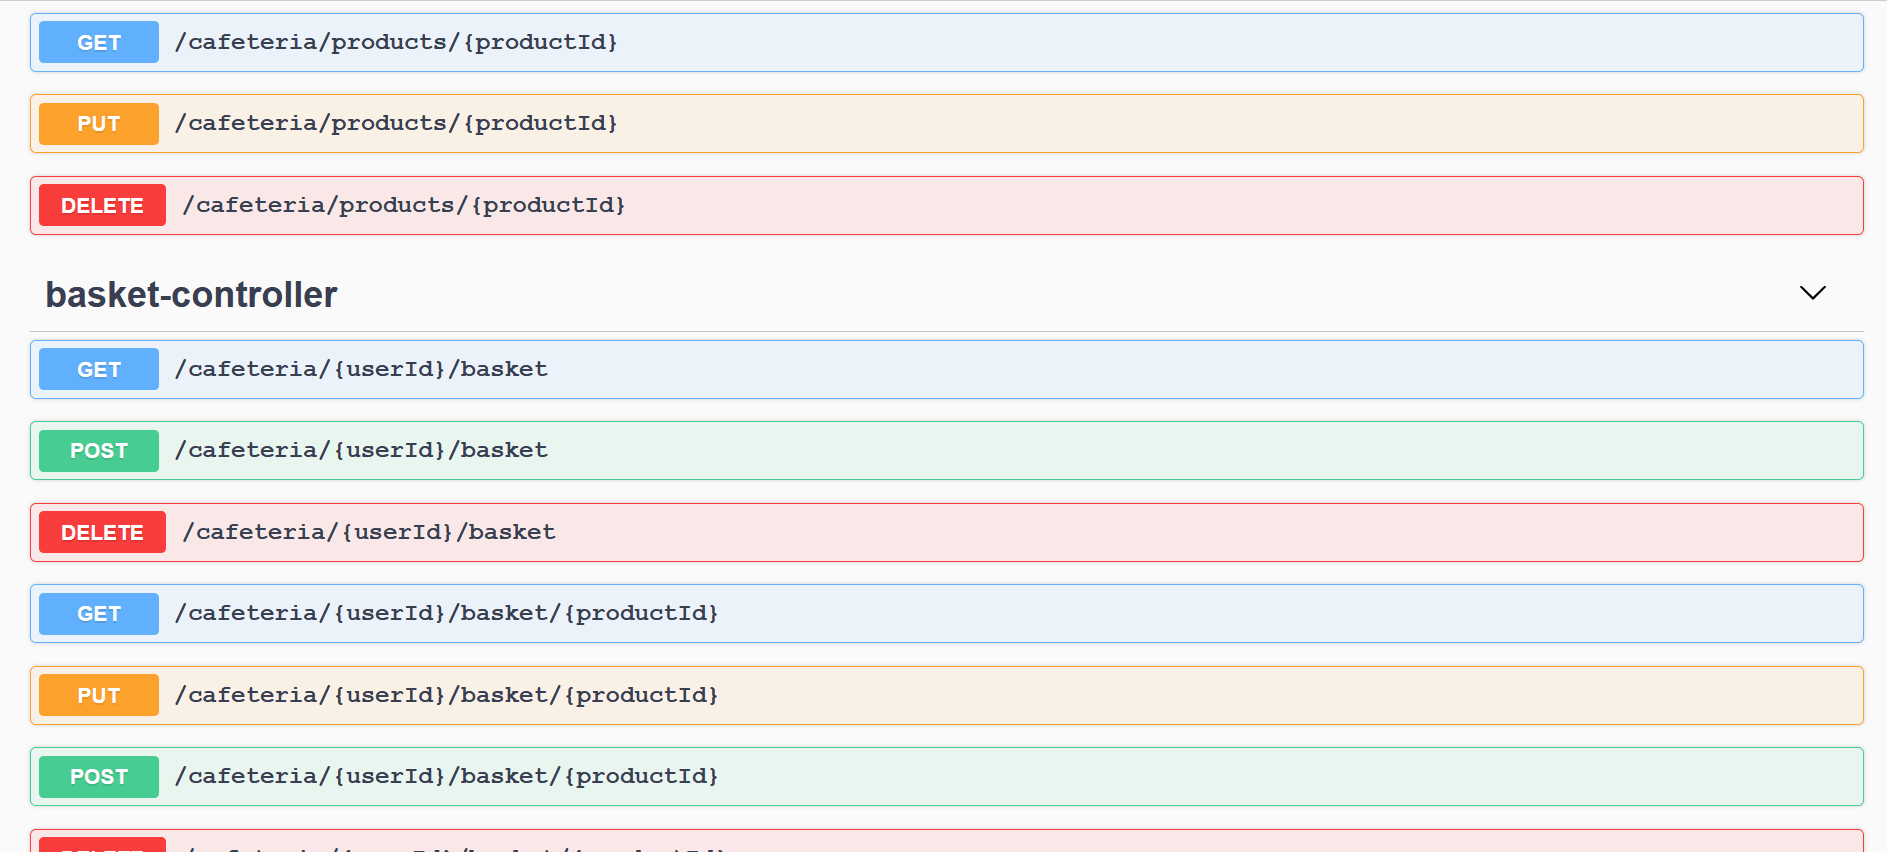 GET /cafeteria/products/{productId}
PUT /cafeteria/products/{productId}
DELETE /cafeteria/products/{productId}
basket-controller
GET /cafeteria/{userId}/basket
POST /cafeteria/{userId}/basket
DELETE /cafeteria/{userId}/basket
GET /cafeteria/{userId}/basket/{productId}
PUT /cafeteria/{userId}/basket/{productId}
POST /cafeteria/{userId}/basket/{productId}